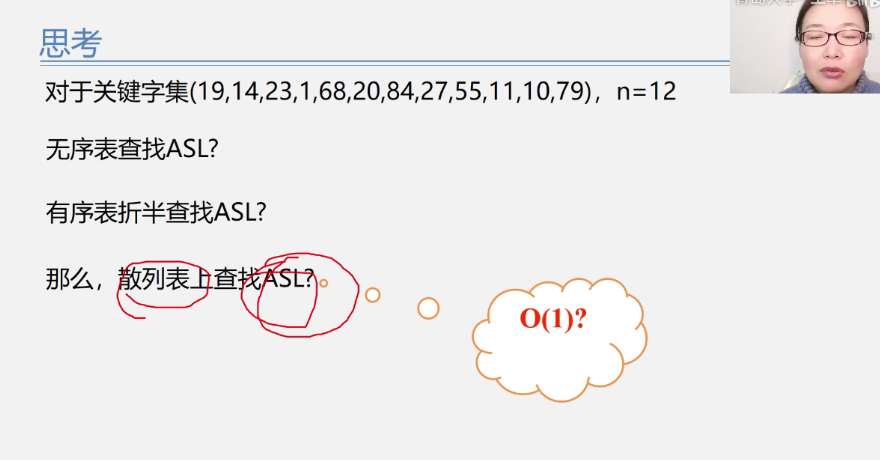 思考
对于关键字集(19,14,23,1,68,20,84,27,55,11,10,79)，n=12
无序表查找ASL?
有序表折半查找ASL?
那么，散列表上查找ASL?
O(1)?